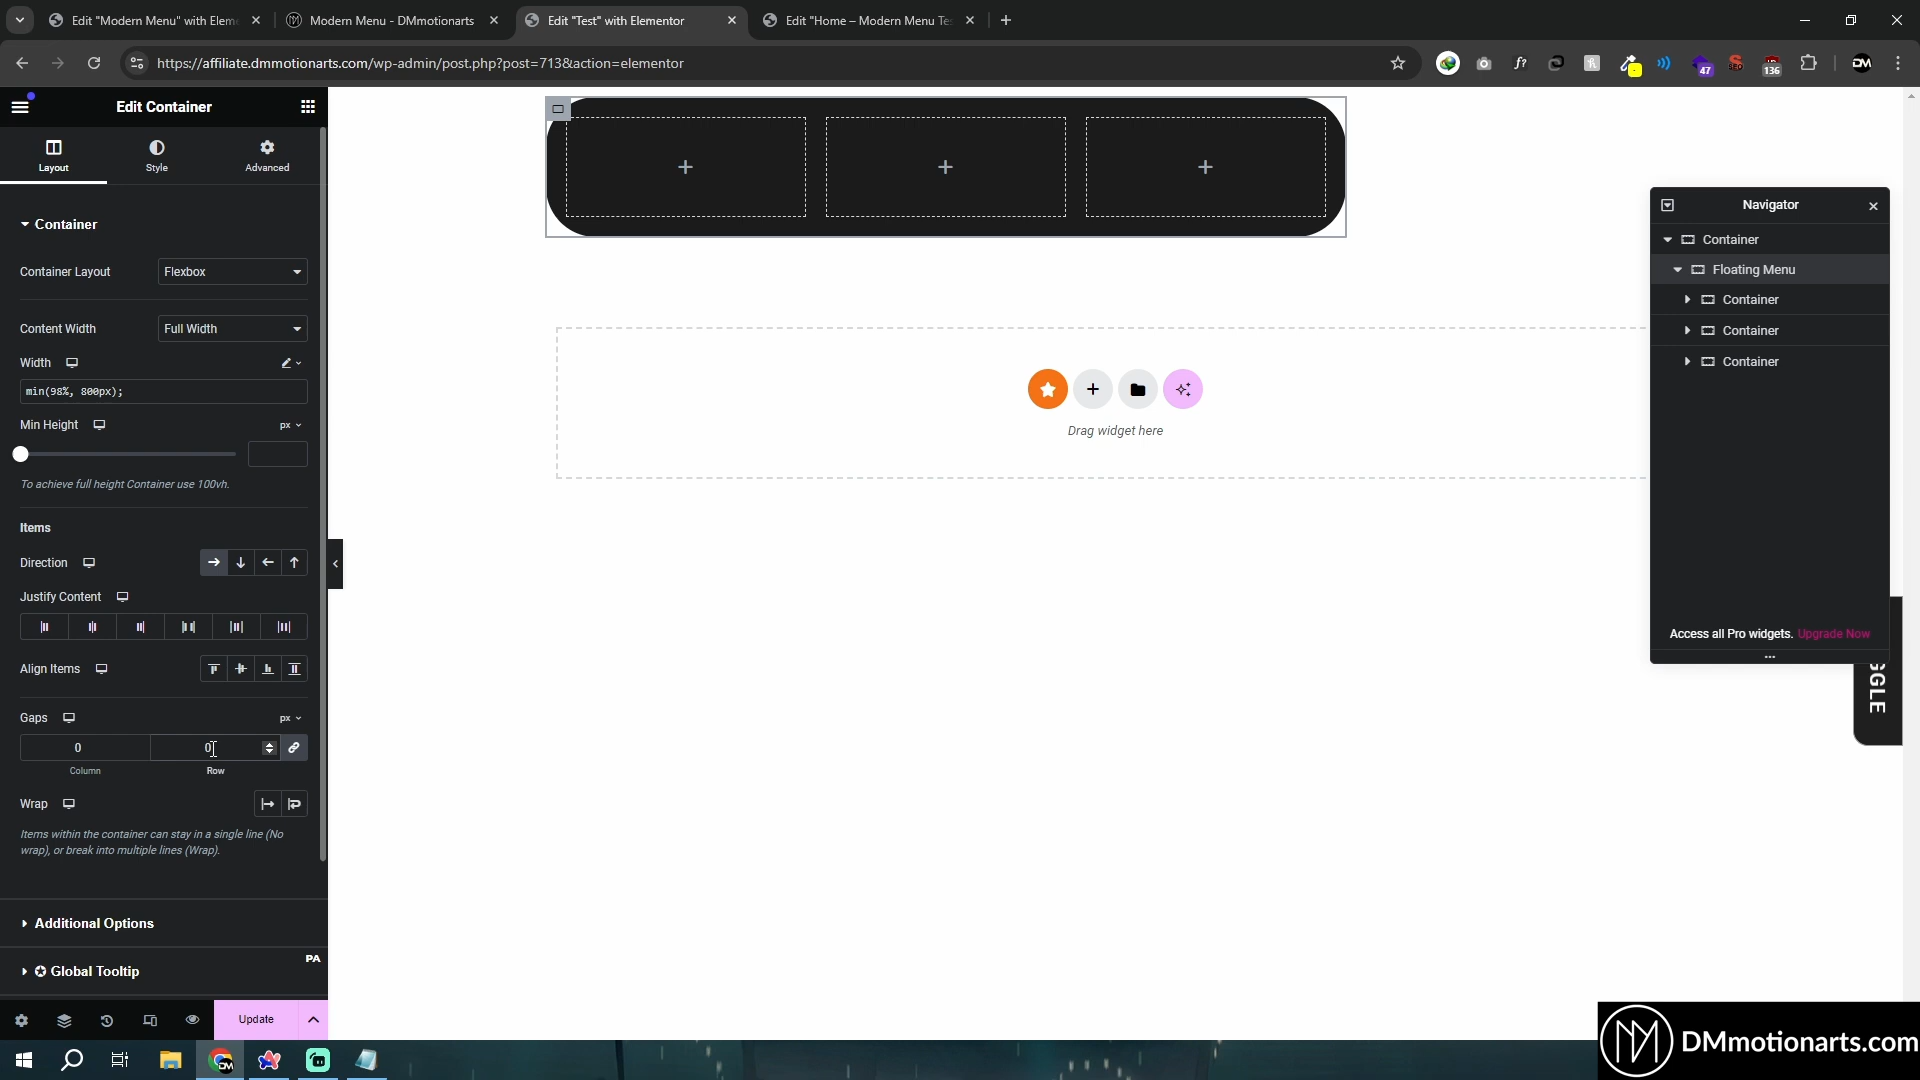 Edit "Modern Menu" with Eleme
Modern Menu - DMmotionarts
Edit "Test" with Elementor
Edit "Home – Modern Menu Te
https://affiliate.dmmotionarts.com/wp-admin/post.php?post=713&action=elementor
f?
47
136
DM
Edit Container
Layout
Style
Advanced
Container
Container Layout
Flexbox
Content Width
Full Width
Width
min(98%, 800px);
Min Height
px
To achieve full height Container use 100vh.
Items
Direction
Justify Content
Align Items
Gaps
px
0
0
Column
Row
Wrap
Items within the container can stay in a single line (No
wrap), or break into multiple lines (Wrap).
Additional Options
PA
Global Tooltip
Update
Drag widget here
Navigator
Container
Floating Menu
Container
Container
Container
Access all Pro widgets. Upgrade Now
GGLE
DMmotionarts.com